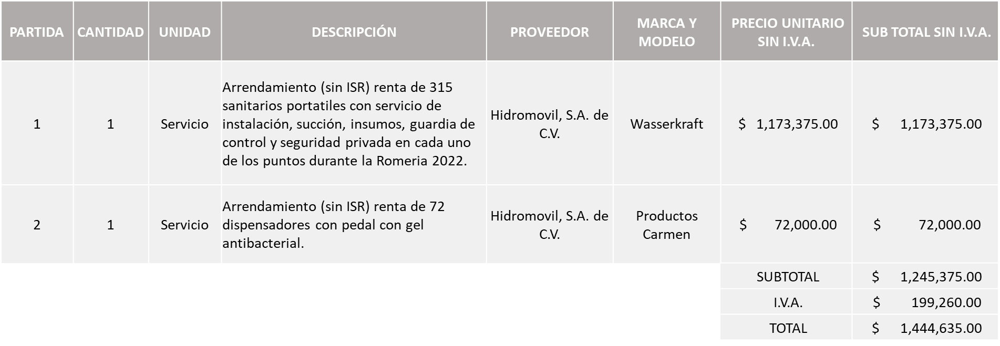 PARTIDA CANTIDAD UNIDAD DESCRIPCIÓN PROVEEDOR MARCA Y MODELO PRECIO UNITARIO SIN I.V.A. SUB TOTAL SIN I.V.A.
1
1
Servicio
Arrendamiento (sin ISR) renta de 315
sanitarios portatiles con servicio de
instalación, succión, insumos, guardia de
control y seguridad privada en cada uno
de los puntos durante la Romeria 2022.
Hidromovil, S.A. de
C.V.
Wasserkraft
$ 1,173,375.00
$ 1,173,375.00
2
1
Servicio
Arrendamiento (sin ISR) renta de 72
dispensadores con pedal con gel
antibacterial.
Hidromovil, S.A. de
C.V.
Productos
Carmen
$ 72,000.00
$ 72,000.00
SUBTOTAL $ 1,245,375.00
I.V.A. $ 199,260.00
TOTAL $ 1,444,635.00